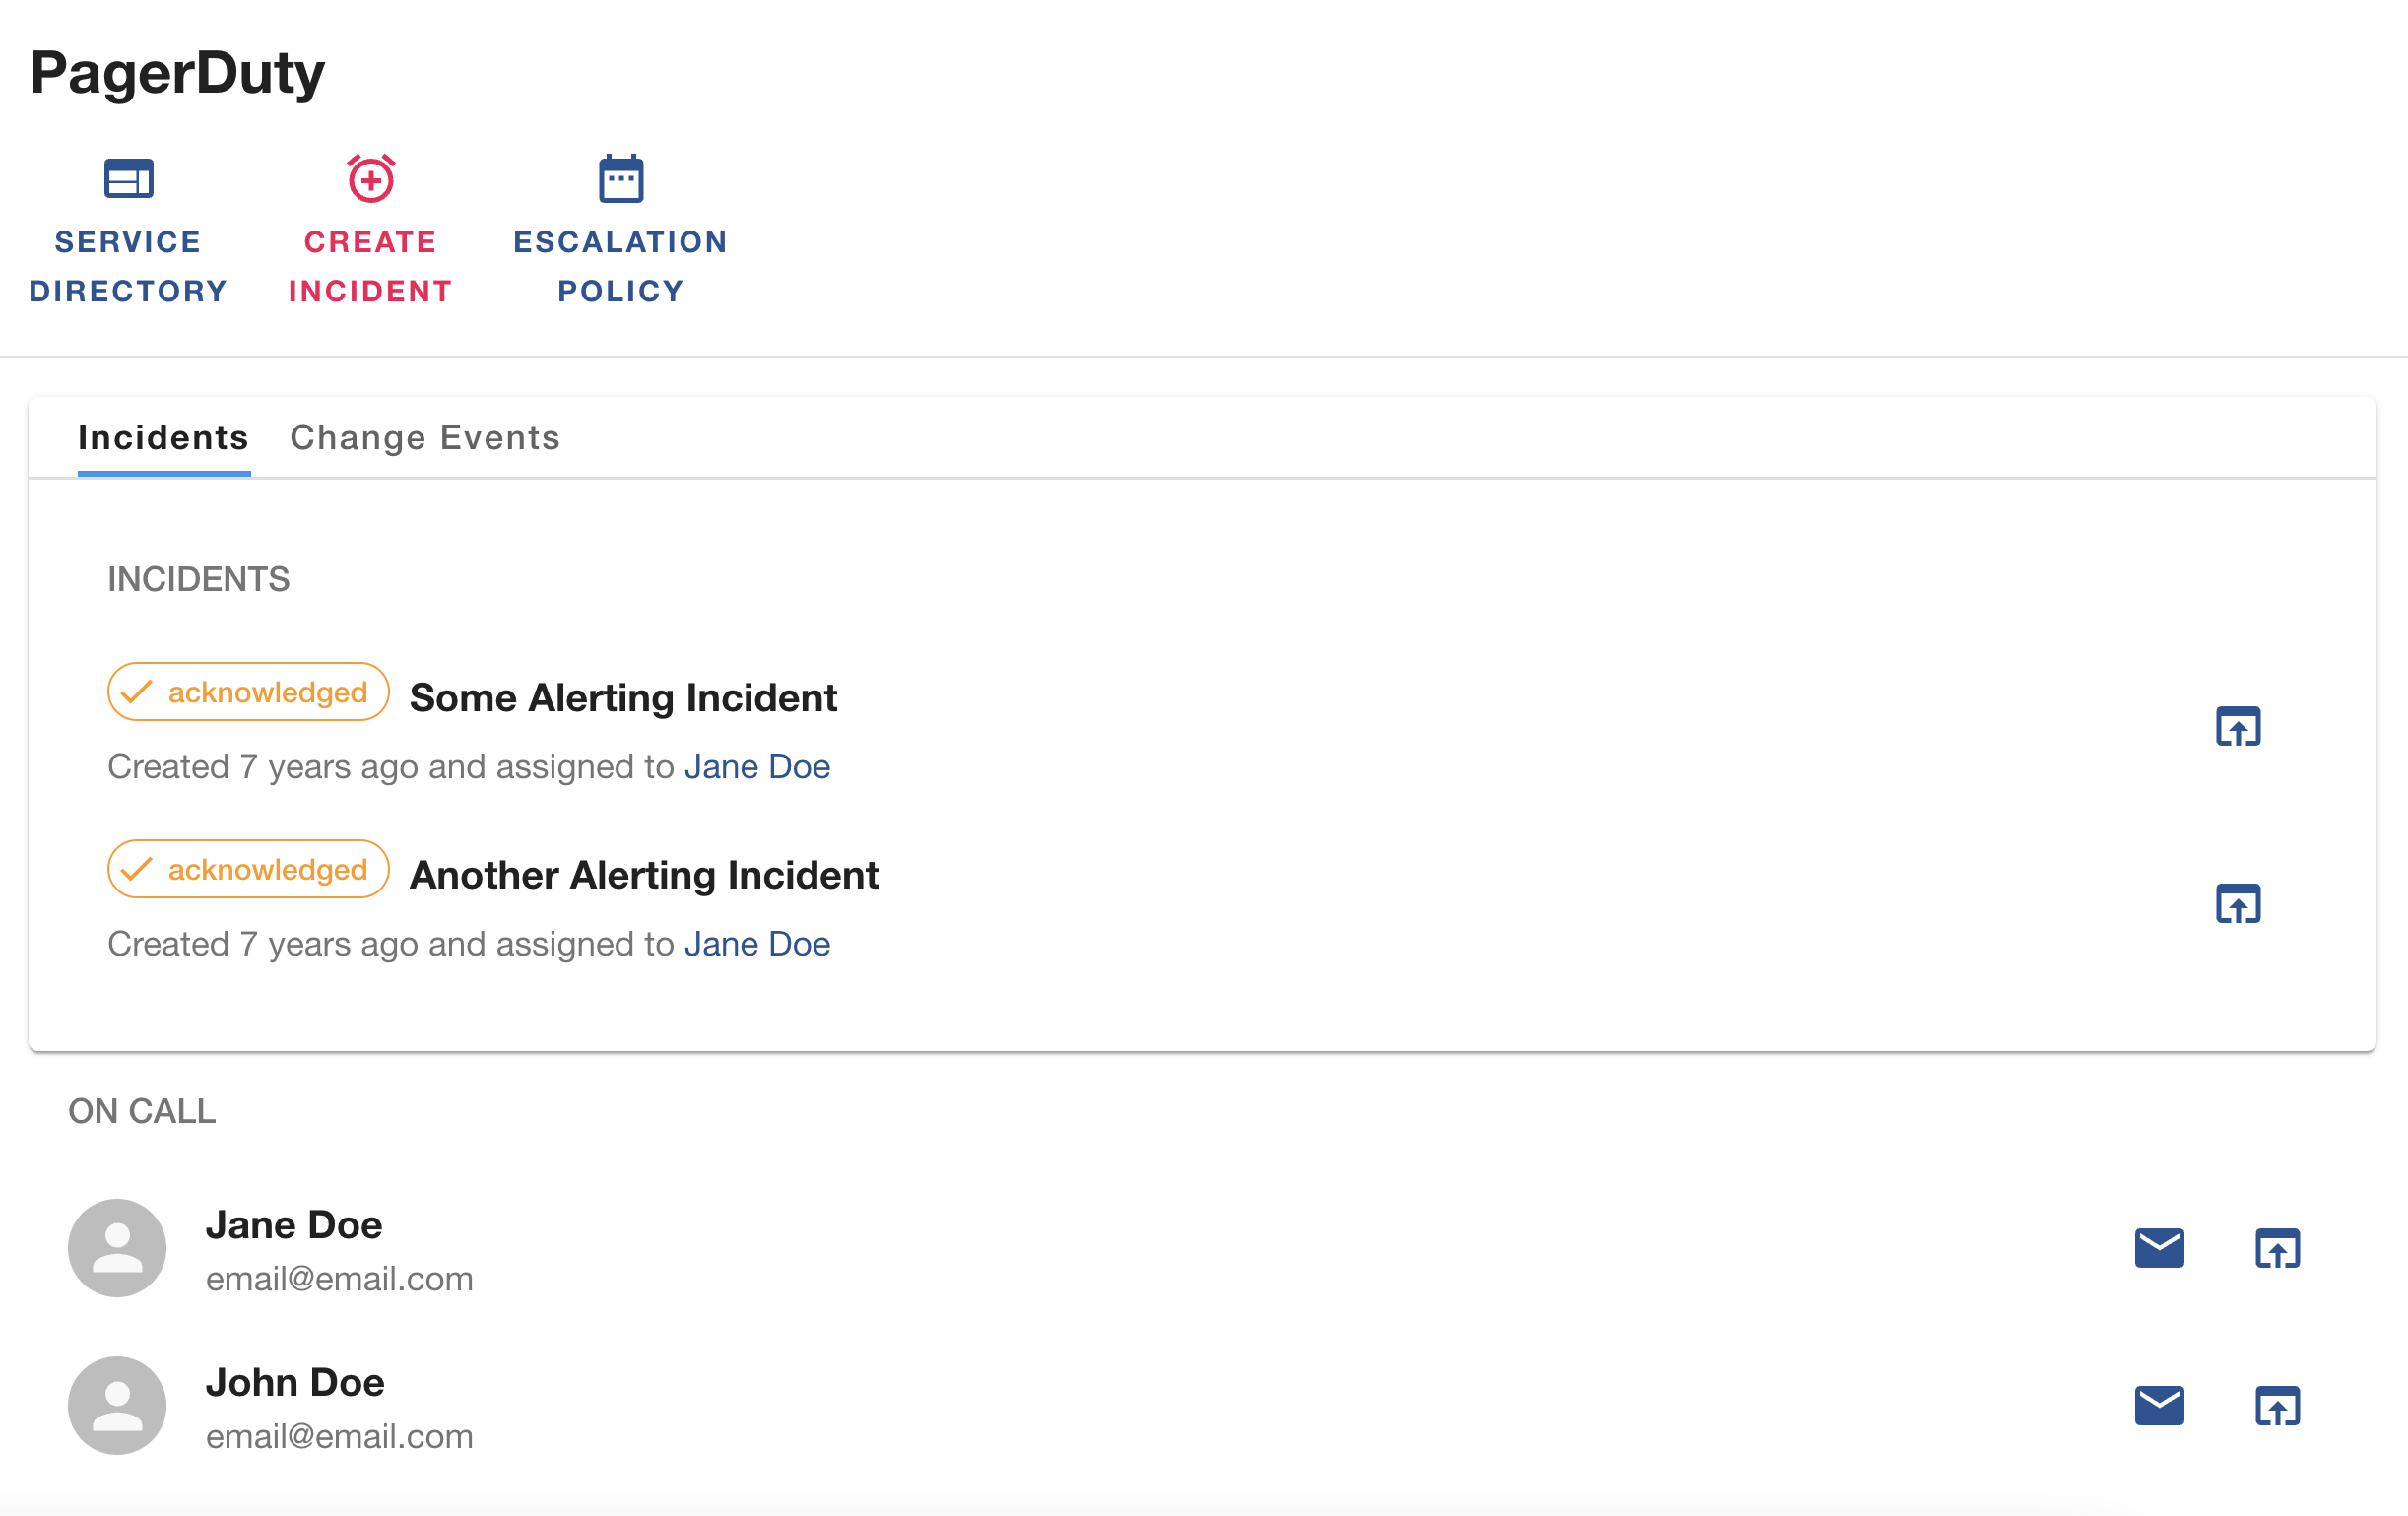 PagerDuty
SERVICE
DIRECTORY
CREATE
INCIDENT
ESCALATION
POLICY
Incidents
Change Events
INCIDENTS
acknowledged
Some Alerting Incident
Created 7 years ago and assigned to Jane Doe
acknowledged
Another Alerting Incident
Created 7 years ago and assigned to Jane Doe
ON CALL
Jane Doe
email@email.com
John Doe
email@email.com